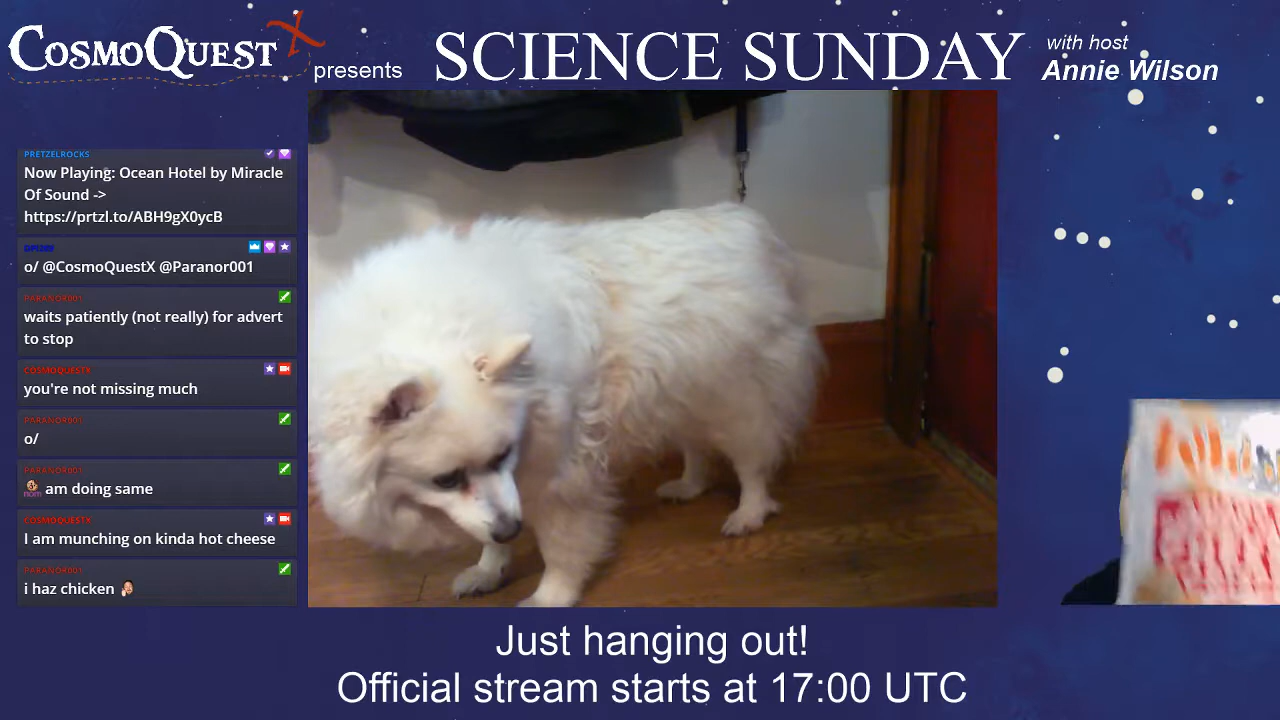 CosmoQuestX
presents
SCIENCE SUNDAY
with host
Annie Wilson
PRETZELROCKS
Now Playing: Ocean Hotel by Miracle
Of Sound ->
https://prtzl.to/ABH9gX0ycB
o/ @CosmoQuestX @Paranor001
PARANOR001
waits patiently (not really) for advert
to stop
COSMOQUESTX
you're not missing much
PARANOR001
o/
PARANOR001
nom am doing same
COSMOQUESTX
I am munching on kinda hot cheese
PARANOR001
i haz chicken
Just hanging out!
Official stream starts at 17:00 UTC